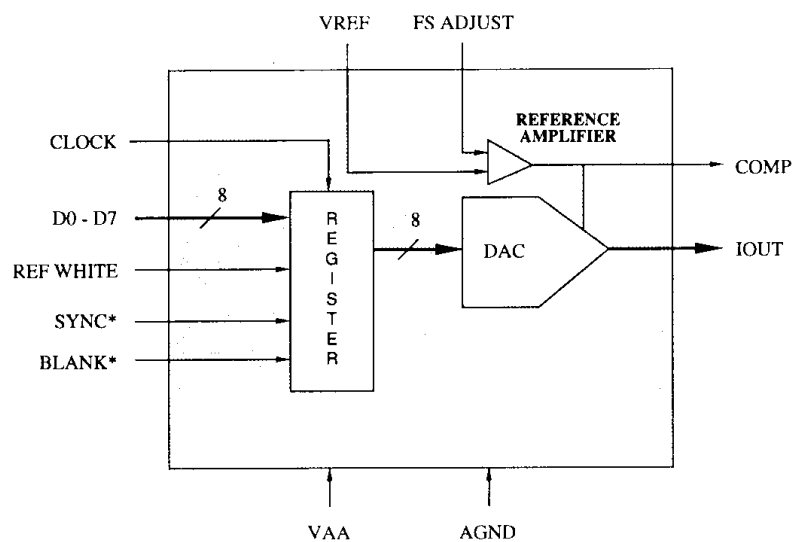 VREF
FS ADJUST
REFERENCE
AMPLIFIER
CLOCK
COMP
D0 - D7
8
REGISTER
8
DAC
IOUT
REF WHITE
SYNC*
BLANK*
VAA
AGND